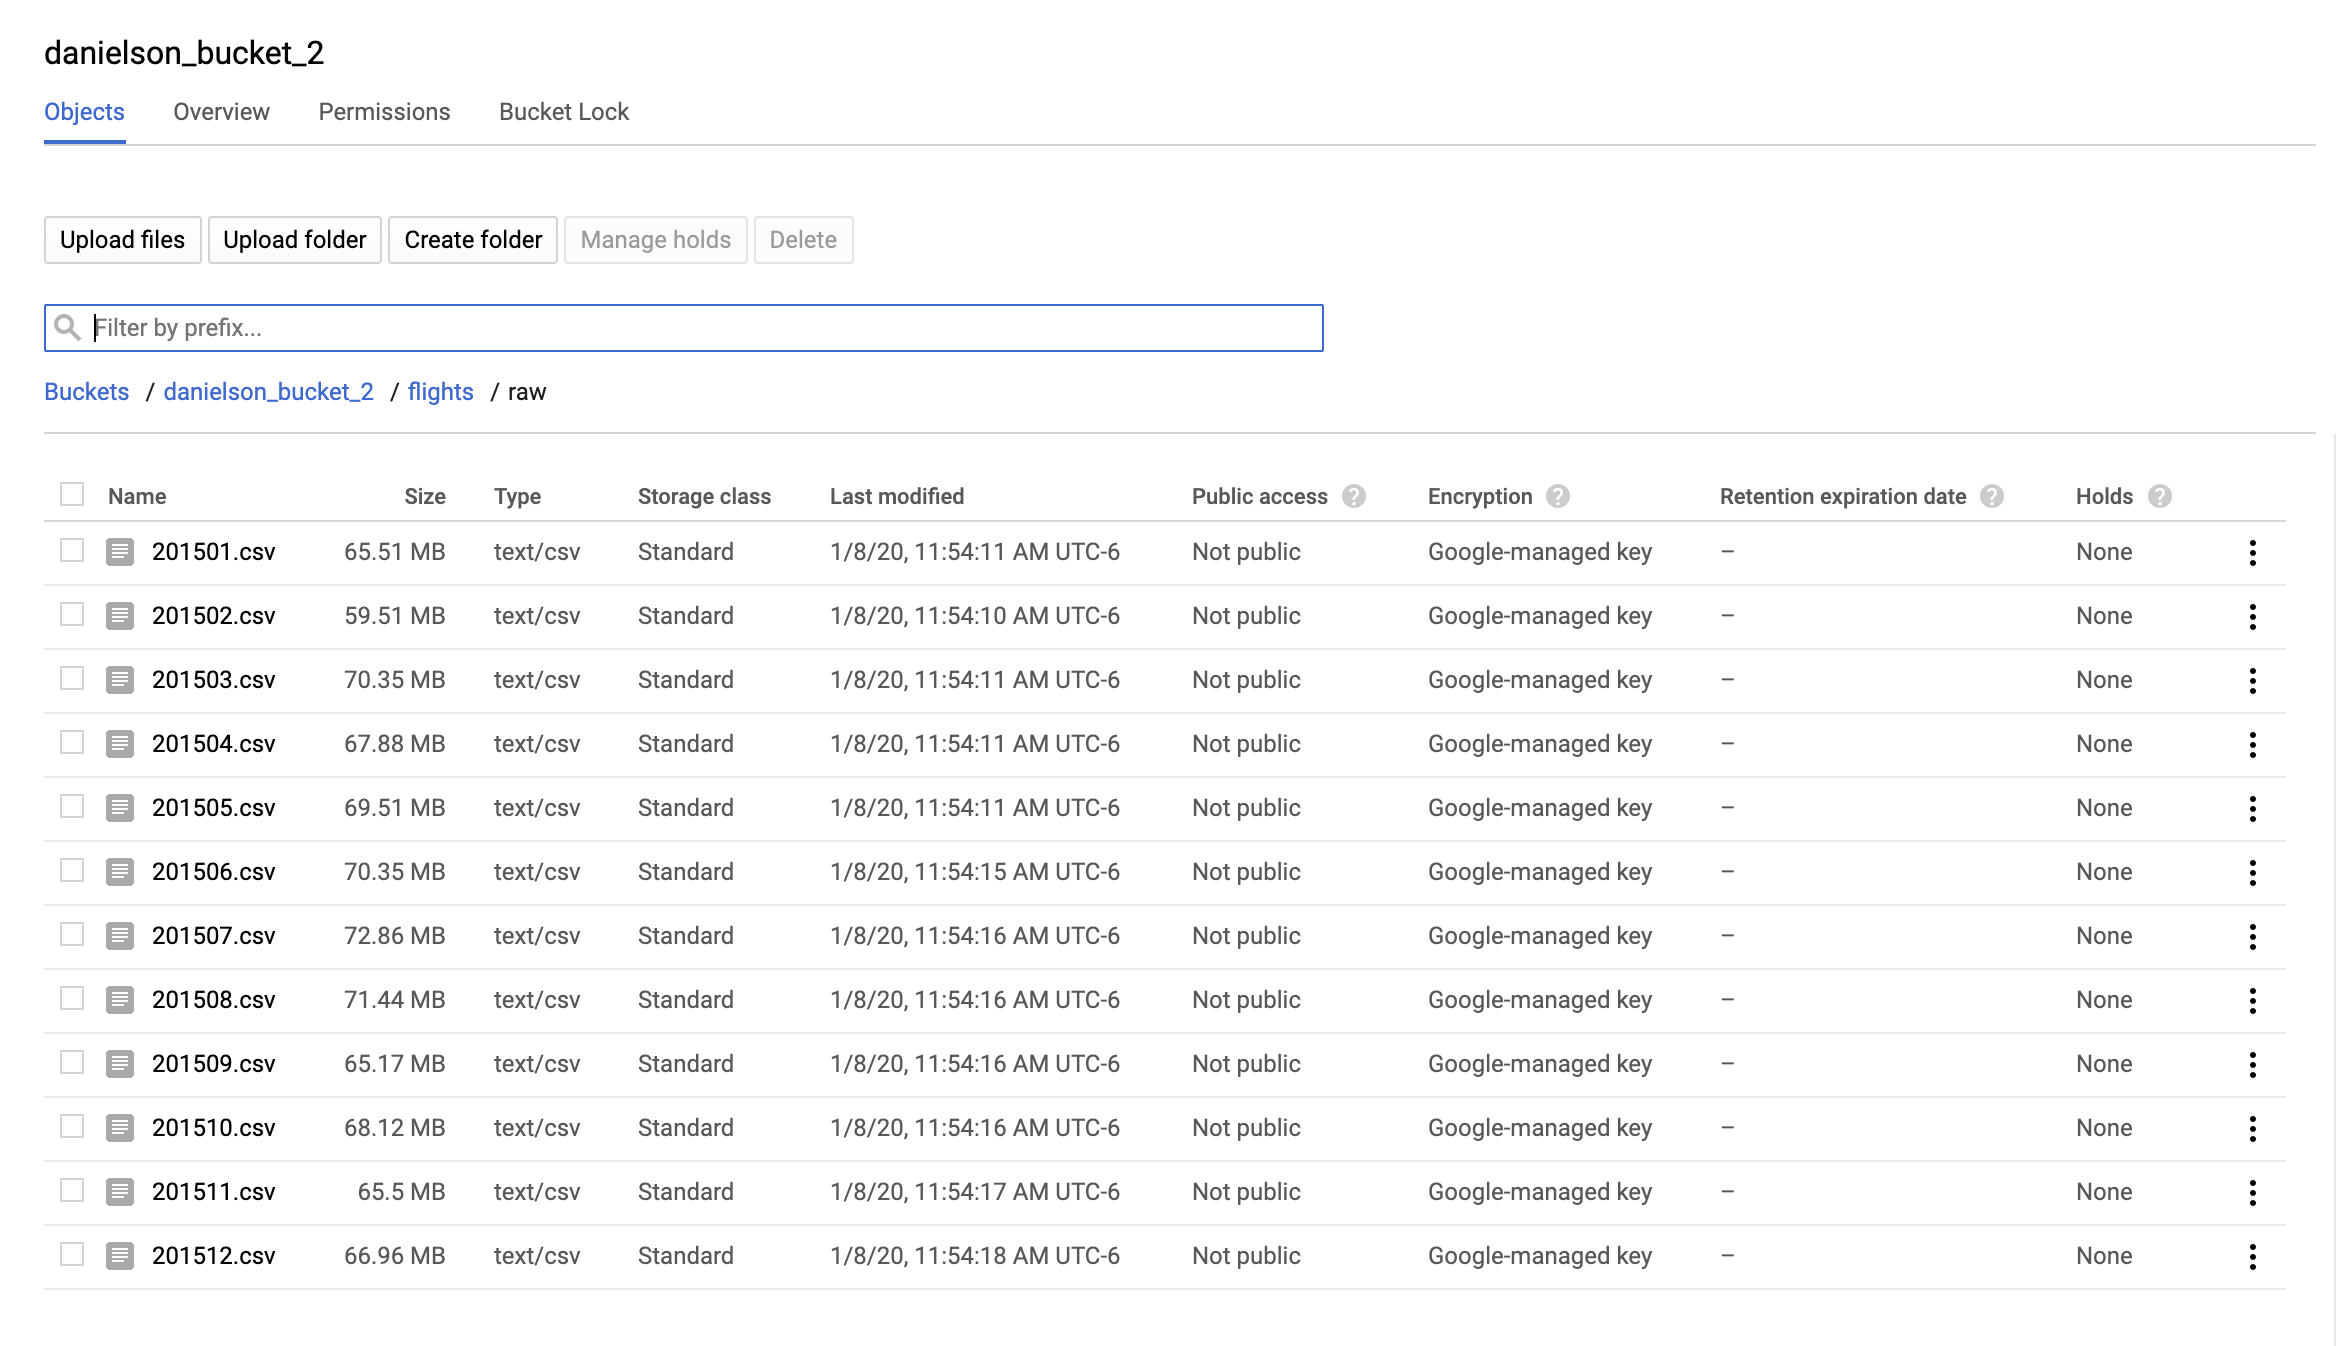 danielson_bucket_2
Objects Overview Permissions Bucket Lock
Upload files Upload folder Create folder Manage holds Delete
Filter by prefix...
Buckets / danielson_bucket_2 / flights / raw
Name Size Type Storage class Last modified Public access ? Encryption ? Retention expiration date ? Holds ?
201501.csv 65.51 MB text/csv Standard 1/8/20, 11:54:11 AM UTC-6 Not public Google-managed key – None
201502.csv 59.51 MB text/csv Standard 1/8/20, 11:54:10 AM UTC-6 Not public Google-managed key – None
201503.csv 70.35 MB text/csv Standard 1/8/20, 11:54:11 AM UTC-6 Not public Google-managed key – None
201504.csv 67.88 MB text/csv Standard 1/8/20, 11:54:11 AM UTC-6 Not public Google-managed key – None
201505.csv 69.51 MB text/csv Standard 1/8/20, 11:54:11 AM UTC-6 Not public Google-managed key – None
201506.csv 70.35 MB text/csv Standard 1/8/20, 11:54:15 AM UTC-6 Not public Google-managed key – None
201507.csv 72.86 MB text/csv Standard 1/8/20, 11:54:16 AM UTC-6 Not public Google-managed key – None
201508.csv 71.44 MB text/csv Standard 1/8/20, 11:54:16 AM UTC-6 Not public Google-managed key – None
201509.csv 65.17 MB text/csv Standard 1/8/20, 11:54:16 AM UTC-6 Not public Google-managed key – None
201510.csv 68.12 MB text/csv Standard 1/8/20, 11:54:16 AM UTC-6 Not public Google-managed key – None
201511.csv 65.5 MB text/csv Standard 1/8/20, 11:54:17 AM UTC-6 Not public Google-managed key – None
201512.csv 66.96 MB text/csv Standard 1/8/20, 11:54:18 AM UTC-6 Not public Google-managed key – None